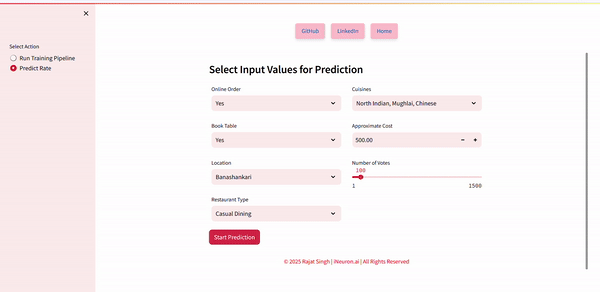 GitHub LinkedIn Home
Select Action
Run Training Pipeline
Predict Rate
Select Input Values for Prediction
Online Order
Yes
Cuisines
North Indian, Mughlai, Chinese
Book Table
Yes
Approximate Cost
500.00
Location
Banashankari
Number of Votes
100
1 1500
Restaurant Type
Casual Dining
Start Prediction
© 2025 Rajat Singh | iNeuron.ai | All Rights Reserved